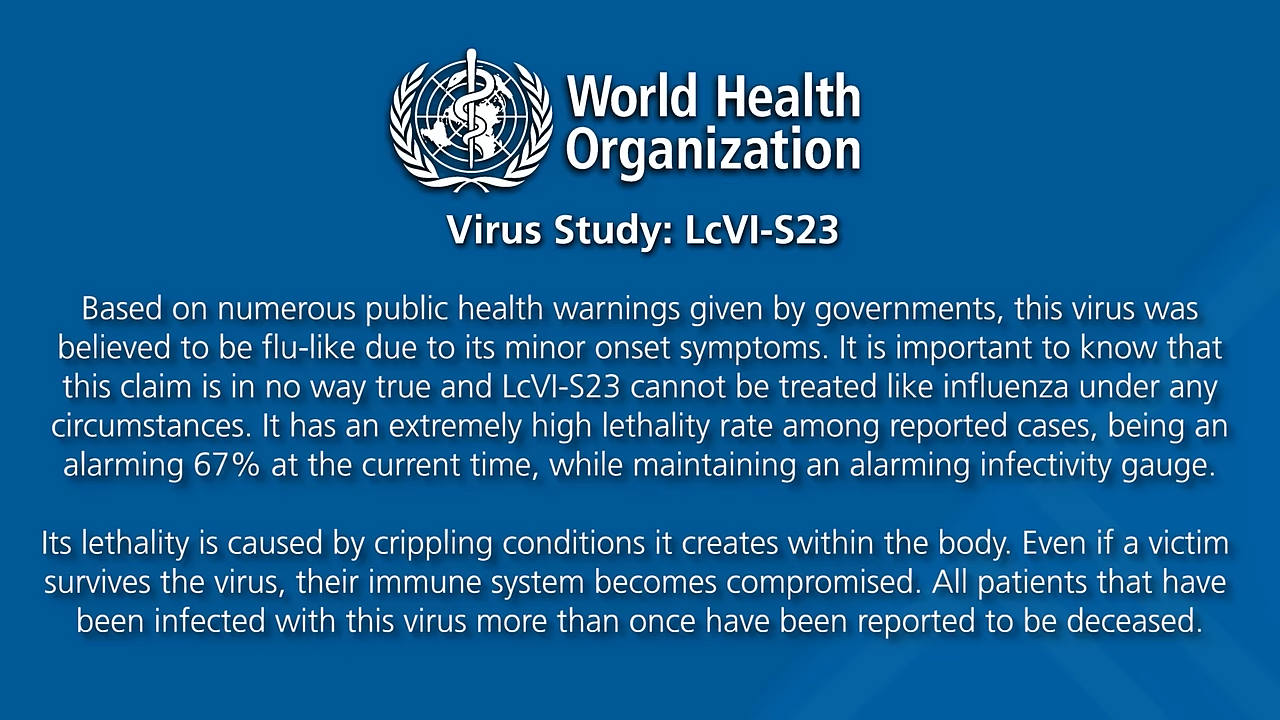 World Health
Organization
Virus Study: LcVI-S23
Based on numerous public health warnings given by governments, this virus was
believed to be flu-like due to its minor onset symptoms. It is important to know that
this claim is in no way true and LcVI-S23 cannot be treated like influenza under any
circumstances. It has an extremely high lethality rate among reported cases, being an
alarming 67% at the current time, while maintaining an alarming infectivity gauge.
Its lethality is caused by crippling conditions it creates within the body. Even if a victim
survives the virus, their immune system becomes compromised. All patients that have
been infected with this virus more than once have been reported to be deceased.